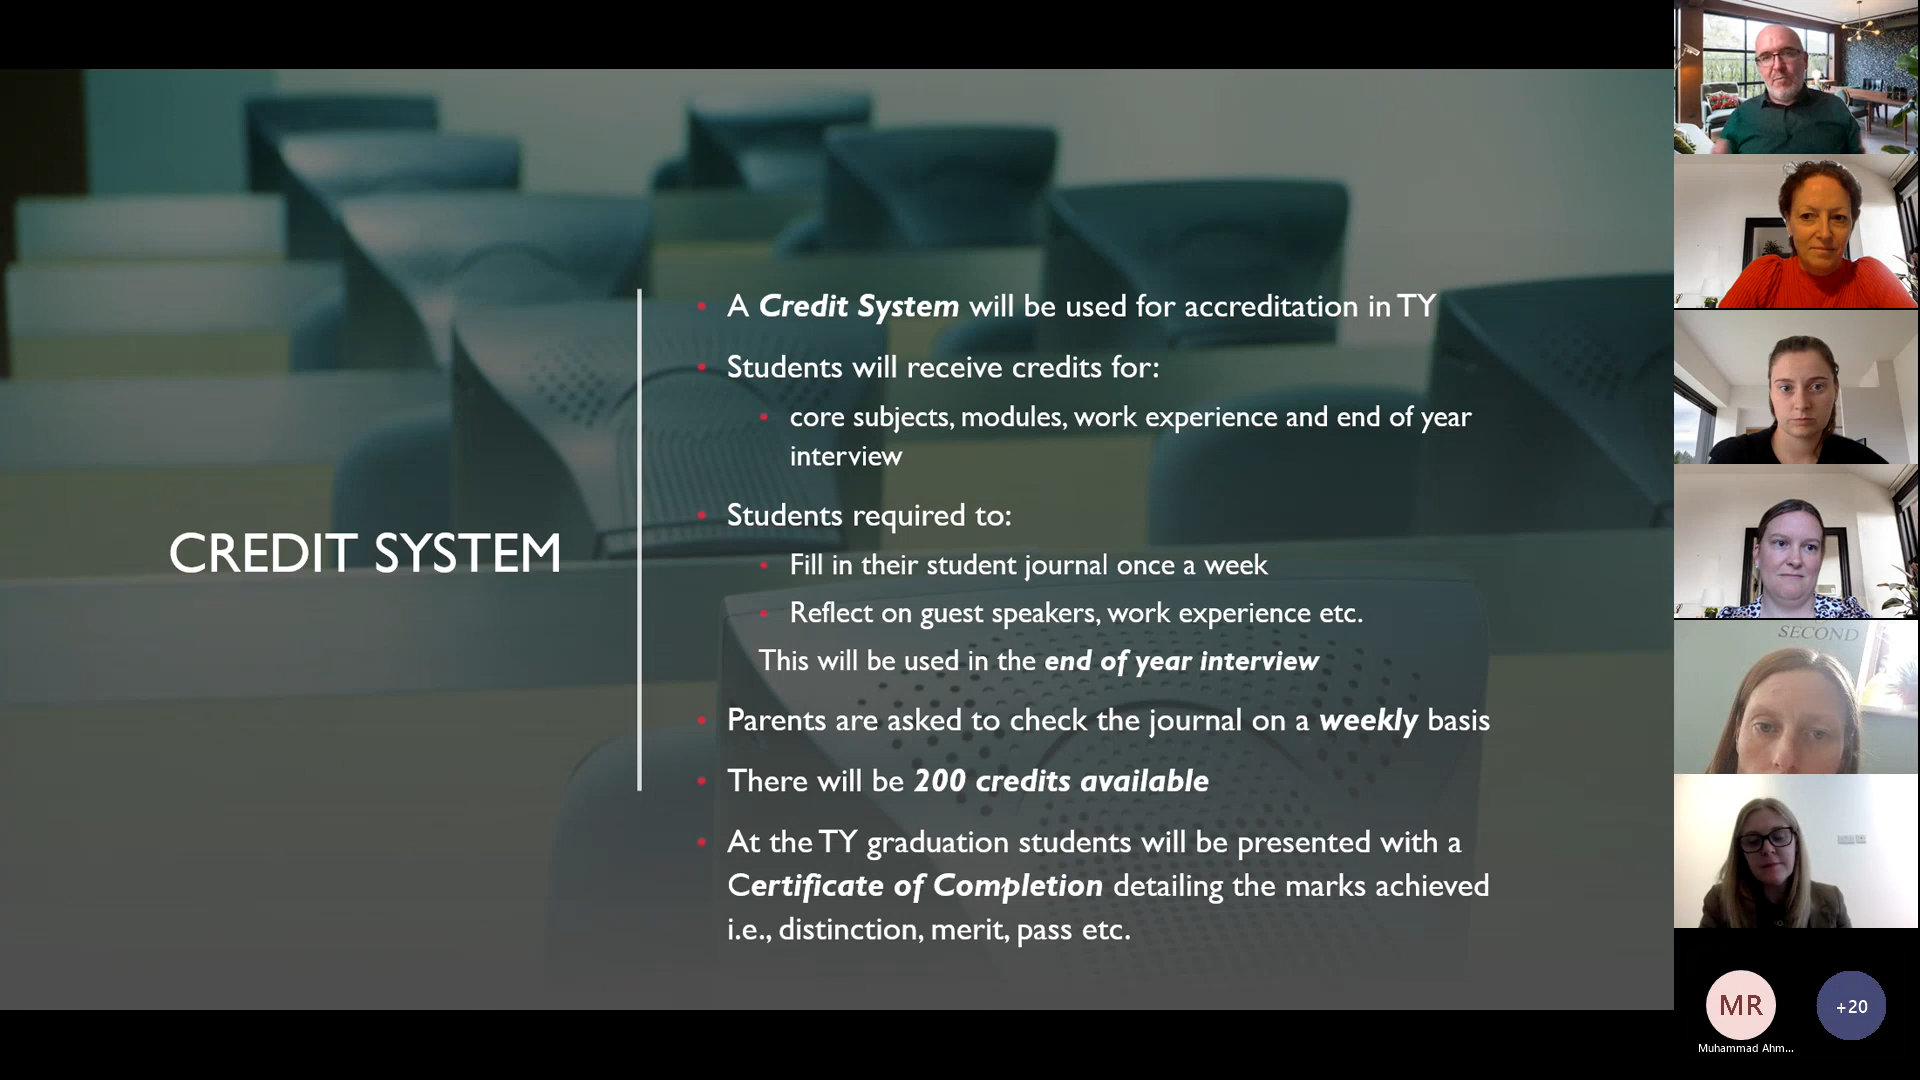 CREDIT SYSTEM
• A Credit System will be used for accreditation in TY
• Students will receive credits for:
• core subjects, modules, work experience and end of year
interview
• Students required to:
• Fill in their student journal once a week
• Reflect on guest speakers, work experience etc.
This will be used in the end of year interview
• Parents are asked to check the journal on a weekly basis
• There will be 200 credits available
• At the TY graduation students will be presented with a
Certificate of Completion detailing the marks achieved
i.e., distinction, merit, pass etc.
SECOND
MR
+20
Muhammad Ahm...